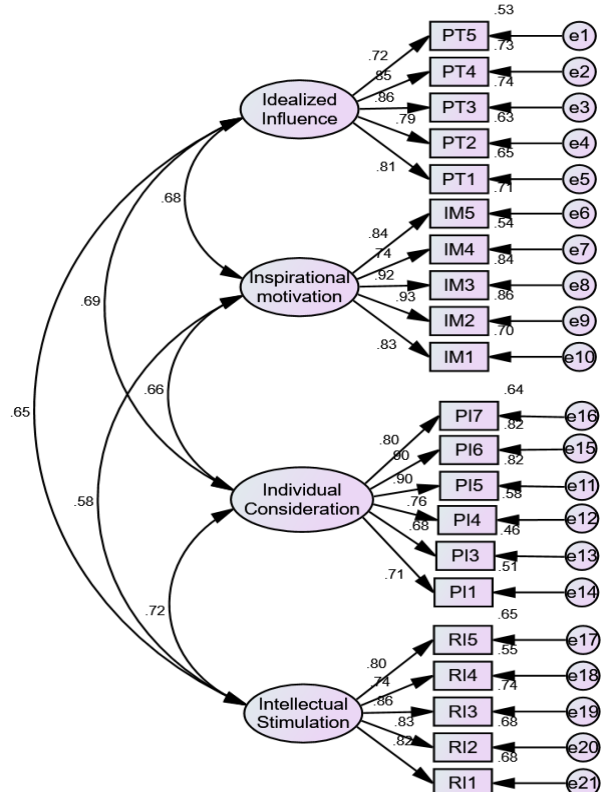 .53
PT5
e1
.72
.73
PT4
e2
.85
.74
Idealized
Influence
.86
PT3
e3
.63
.79
PT2
e4
.65
.81
PT1
e5
.71
.68
IM5
e6
.84
.54
IM4
e7
.74
.84
Inspirational
motivation
.92
IM3
e8
.86
.93
IM2
e9
.70
.83
IM1
e10
.69
.66
.64
PI7
e16
.65
.80
.82
PI6
e15
.90
.82
Individual
Consideration
.90
PI5
e11
.58
.58
.76
PI4
e12
.46
.68
PI3
e13
.51
.71
PI1
e14
.72
.65
RI5
e17
.80
.55
RI4
e18
.74
.74
Intellectual
Stimulation
.86
RI3
e19
.68
.83
RI2
e20
.68
.82
RI1
e21